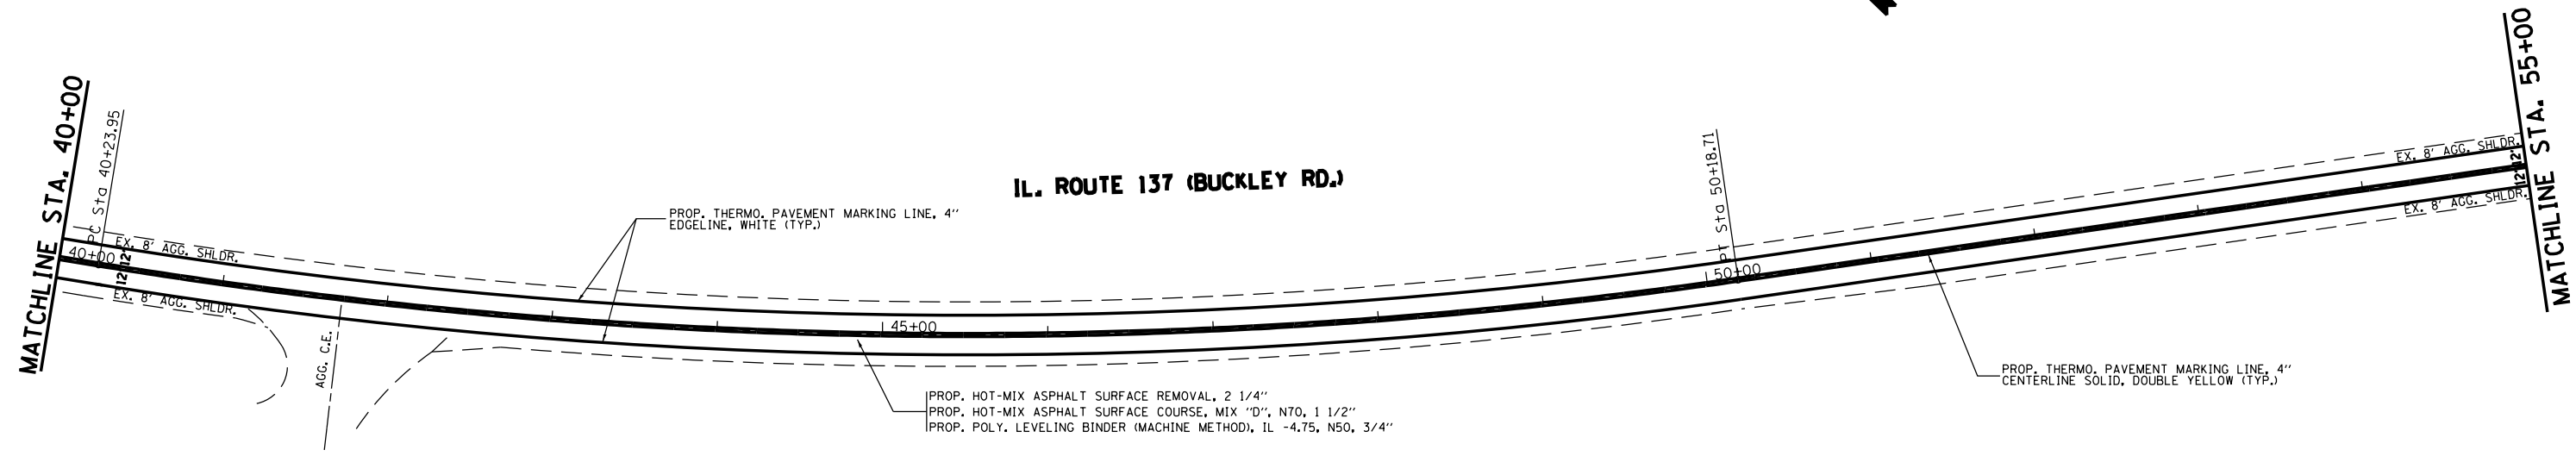 MATCHLINE STA. 40+00
PC Sta 40+23.95
40+00
12' 12'
EX. 8' AGG. SHLDR.
EX. 8' AGG. SHLDR.
AGG. C.E.
PROP. THERMO. PAVEMENT MARKING LINE, 4"
EDGELINE, WHITE (TYP.)
IL. ROUTE 137 (BUCKLEY RD.)
45+00
PROP. HOT-MIX ASPHALT SURFACE REMOVAL, 2 1/4"
PROP. HOT-MIX ASPHALT SURFACE COURSE, MIX "D", N70, 1 1/2"
PROP. POLY. LEVELING BINDER (MACHINE METHOD), IL -4.75, N50, 3/4"
PT Sta 50+18.71
50+00
PROP. THERMO. PAVEMENT MARKING LINE, 4"
CENTERLINE SOLID, DOUBLE YELLOW (TYP.)
EX. 8' AGG. SHLDR.
12' 12'
EX. 8' AGG. SHLDR.
MATCHLINE STA. 55+00